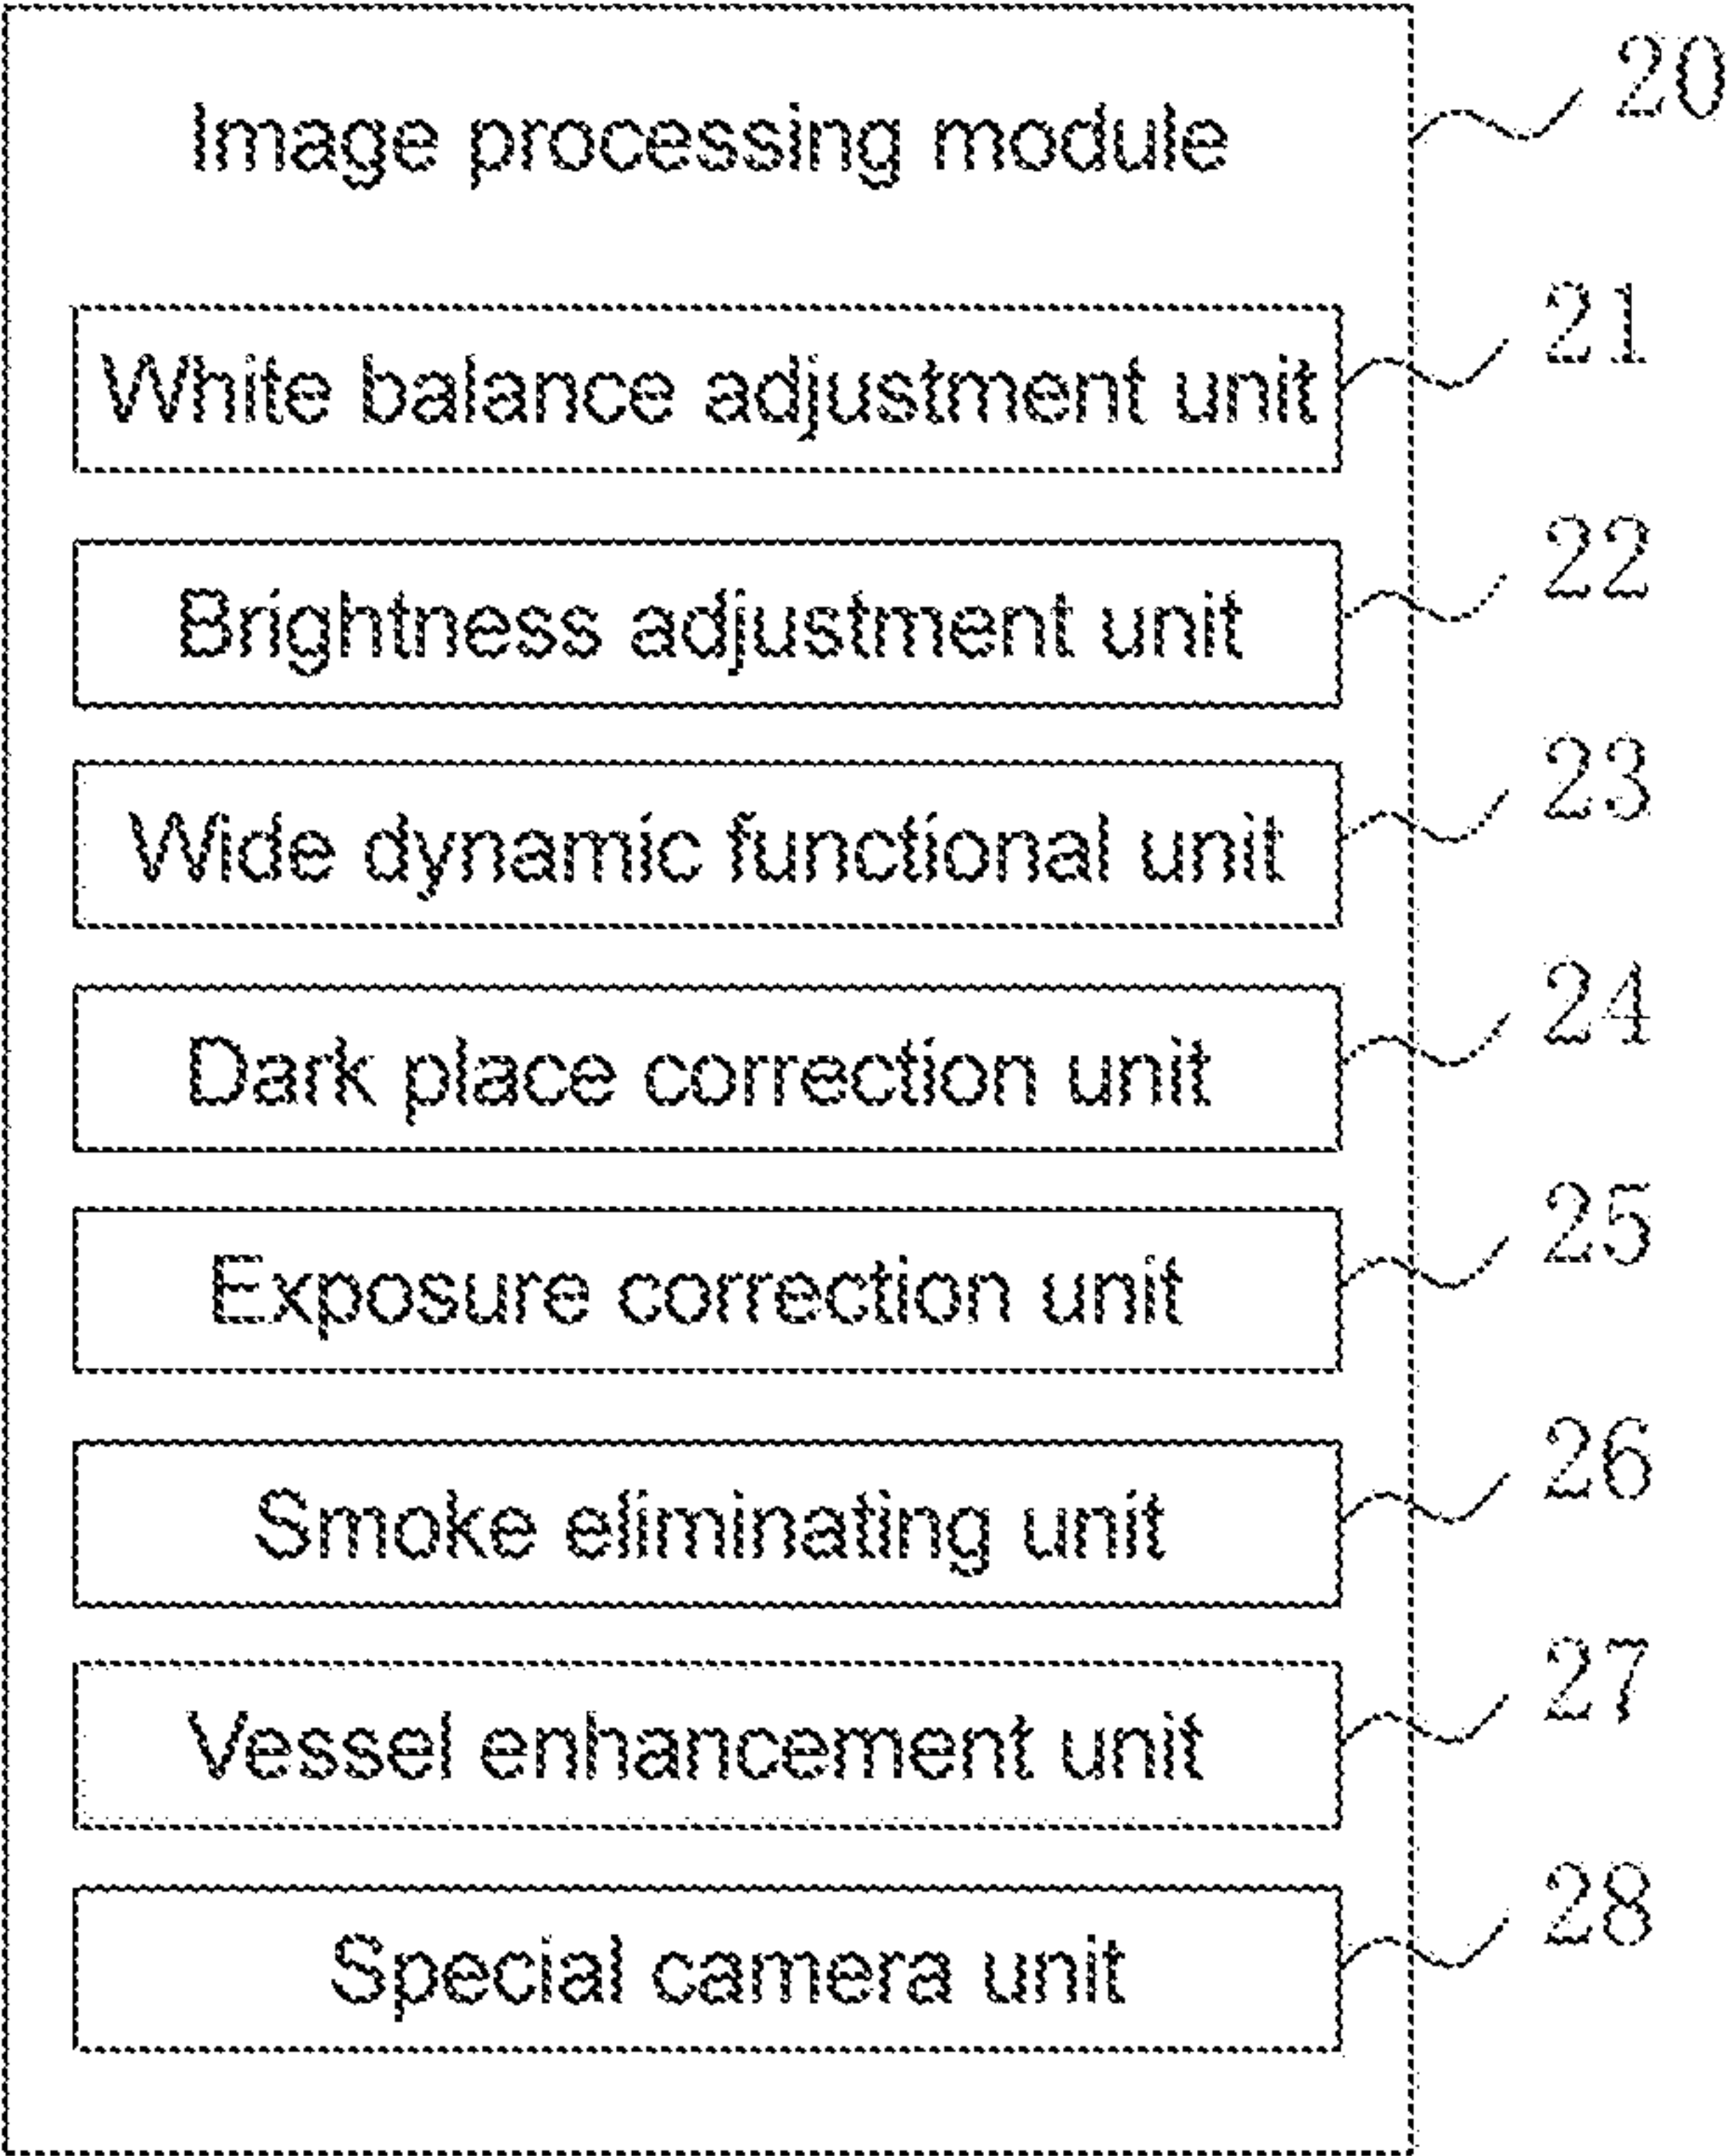 Image processing module 20
White balance adjustment unit 21
Brightness adjustment unit 22
Wide dynamic functional unit 23
Dark place correction unit 24
Exposure correction unit 25
Smoke eliminating unit 26
Vessel enhancement unit 27
Special camera unit 28